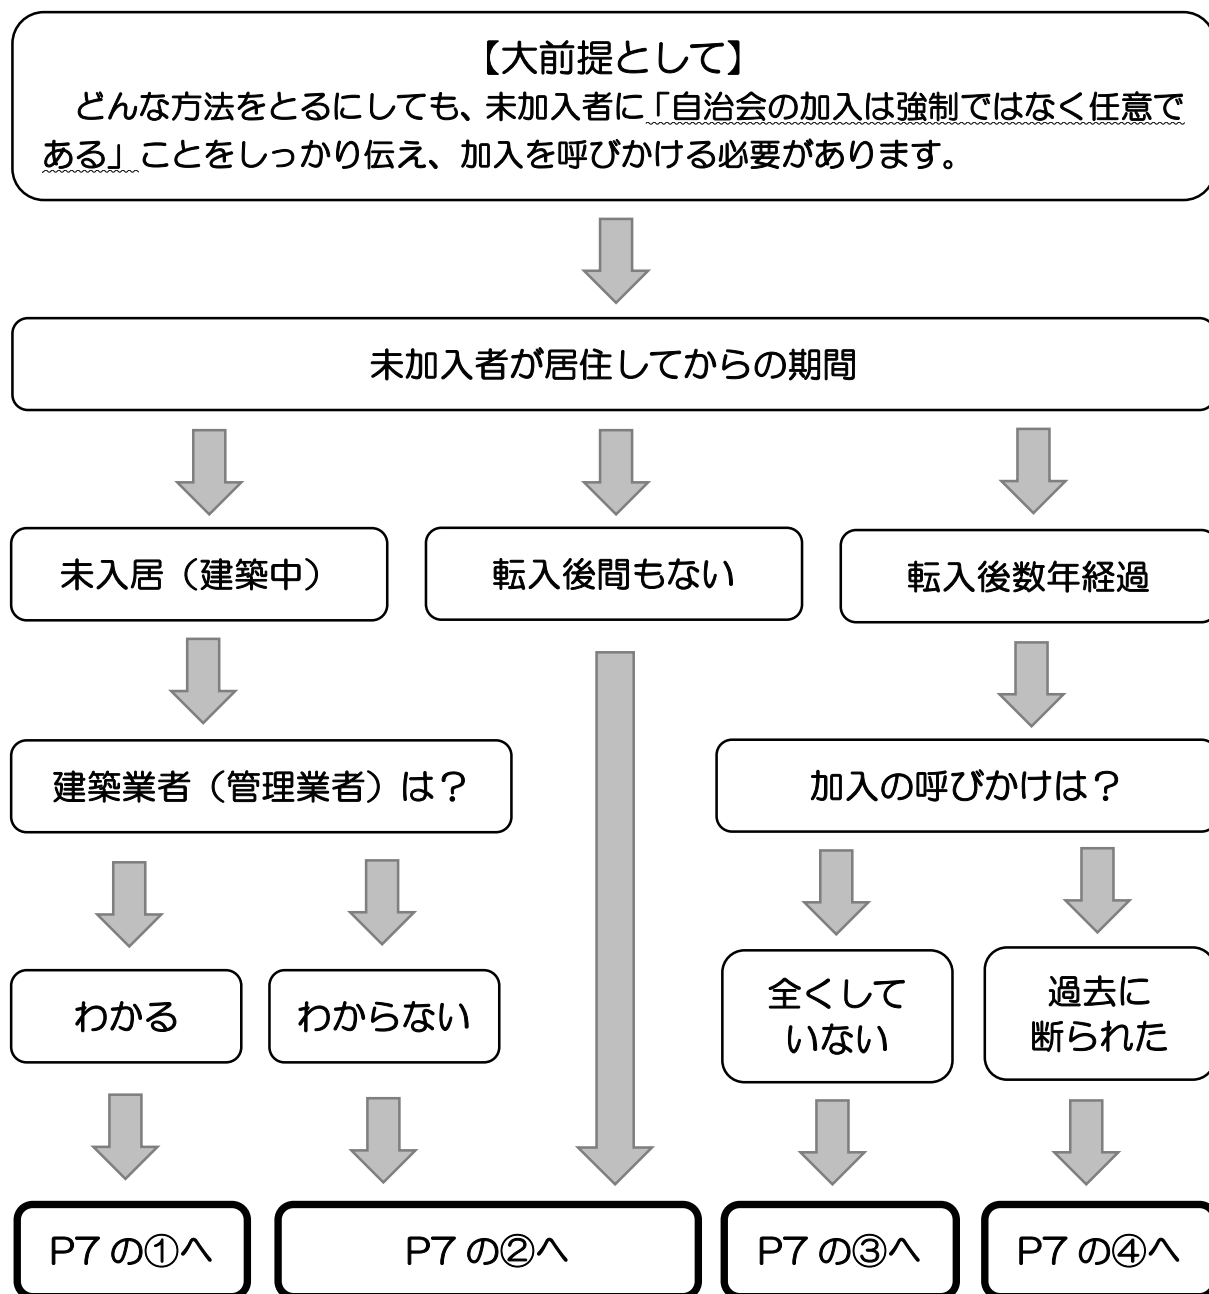 【大前提として】
どんな方法をとるにしても、未加入者に「自治会の加入は強制ではなく任意で
ある」ことをしっかり伝え、加入を呼びかける必要があります。
未加入者が居住してからの期間
未入居（建築中）
転入後間もない
転入後数年経過
建築業者（管理業者）は？
加入の呼びかけは？
わかる
わからない
全くして
いない
過去に
断られた
P7の①へ
P7の②へ
P7の③へ
P7の④へ